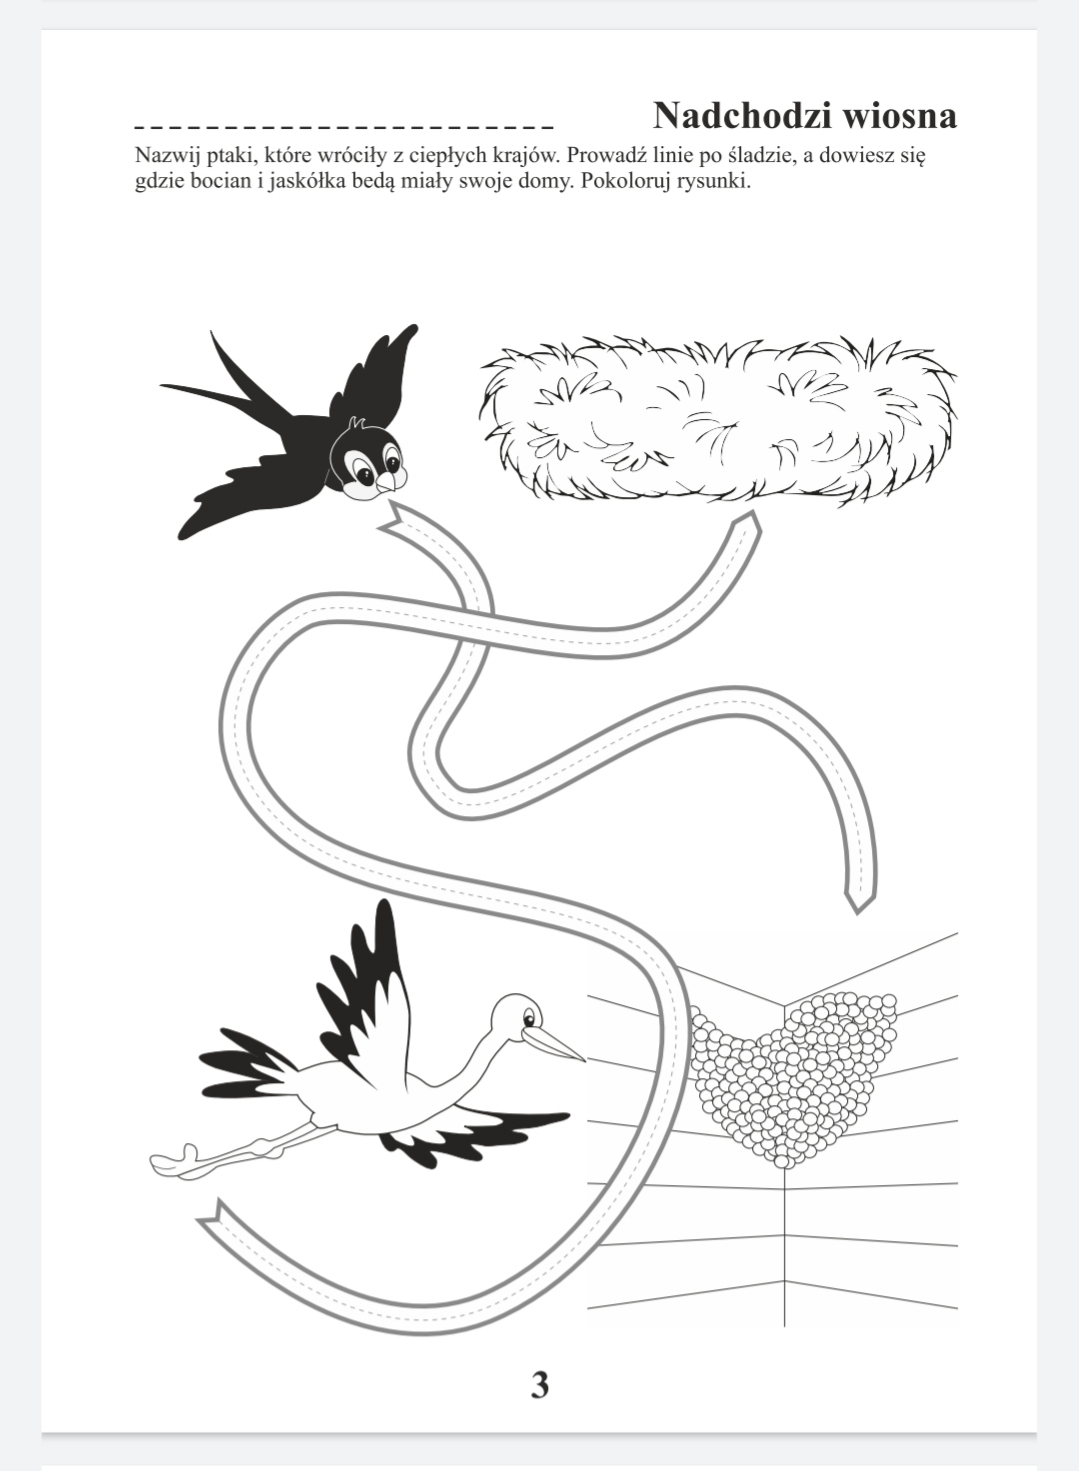 Nadchodzi wiosna
Nazwij ptaki, które wróciły z ciepłych krajów. Prowadź linie po śladzie, a dowiesz się
gdzie bocian i jaskółka bedą miały swoje domy. Pokoloruj rysunki.
3